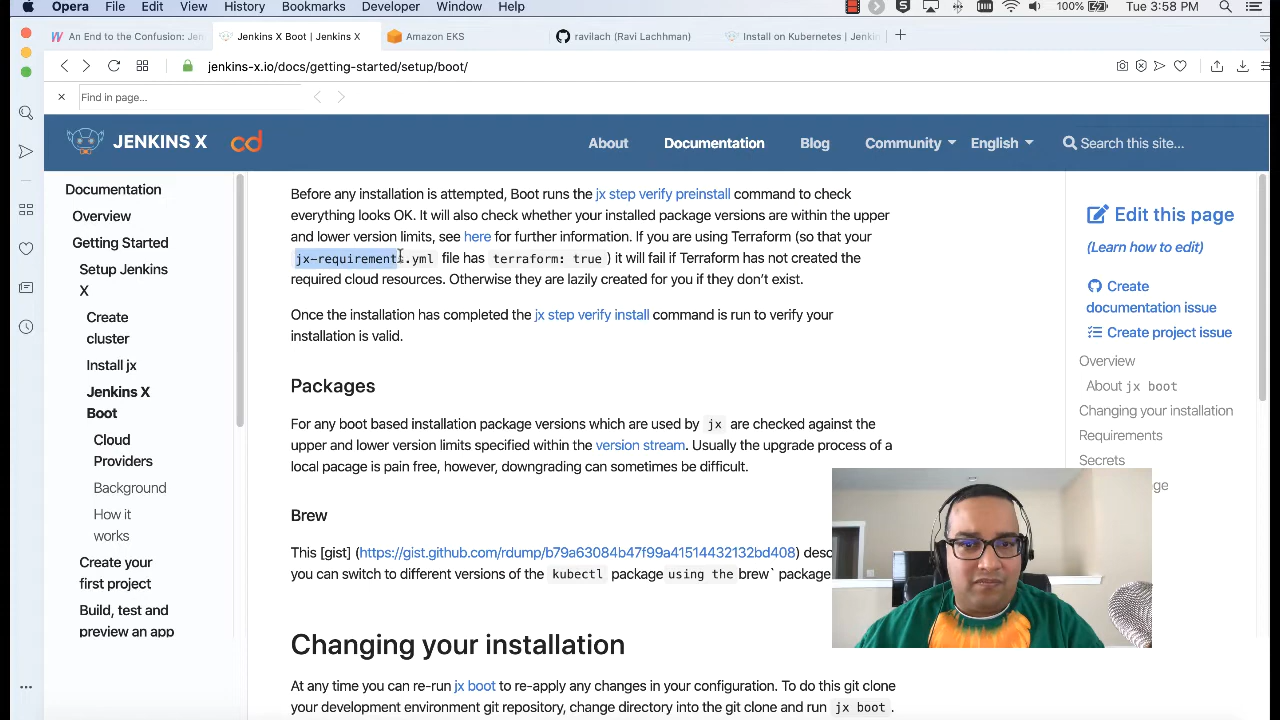 Opera File Edit View History Bookmarks Developer Window Help 100% Tue 3:58 PM
An End to the Confusion: Jen
Jenkins X Boot | Jenkins X
Amazon EKS
ravilach (Ravi Lachhman)
Install on Kubernetes | Jenkin
jenkins-x.io/docs/getting-started/setup/boot/
Find in page...
JENKINS X cd About Documentation Blog Community English Search this site...
Documentation
Overview
Getting Started
Setup Jenkins
X
Create
cluster
Install jx
Jenkins X
Boot
Cloud
Providers
Background
How it
works
Create your
first project
Build, test and
preview an app
Before any installation is attempted, Boot runs the jx step verify preinstall command to check
everything looks OK. It will also check whether your installed package versions are within the upper
and lower version limits, see here for further information. If you are using Terraform (so that your
jx-requirements.yml file has terraform: true ) it will fail if Terraform has not created the
required cloud resources. Otherwise they are lazily created for you if they don't exist.
Once the installation has completed the jx step verify install command is run to verify your
installation is valid.
Packages
For any boot based installation package versions which are used by jx are checked against the
upper and lower version limits specified within the version stream. Usually the upgrade process of a
local pacage is pain free, however, downgrading can sometimes be difficult.
Brew
This [gist] (https://gist.github.com/rdump/b79a63084b47f99a41514432132bd408) desc
you can switch to different versions of the kubectl package using the brew` package
Changing your installation
At any time you can re-run jx boot to re-apply any changes in your configuration. To do this git clone
your development environment git repository, change directory into the git clone and run jx boot .
Edit this page
(Learn how to edit)
Create
documentation issue
Create project issue
Overview
About jx boot
Changing your installation
Requirements
Secrets
ge